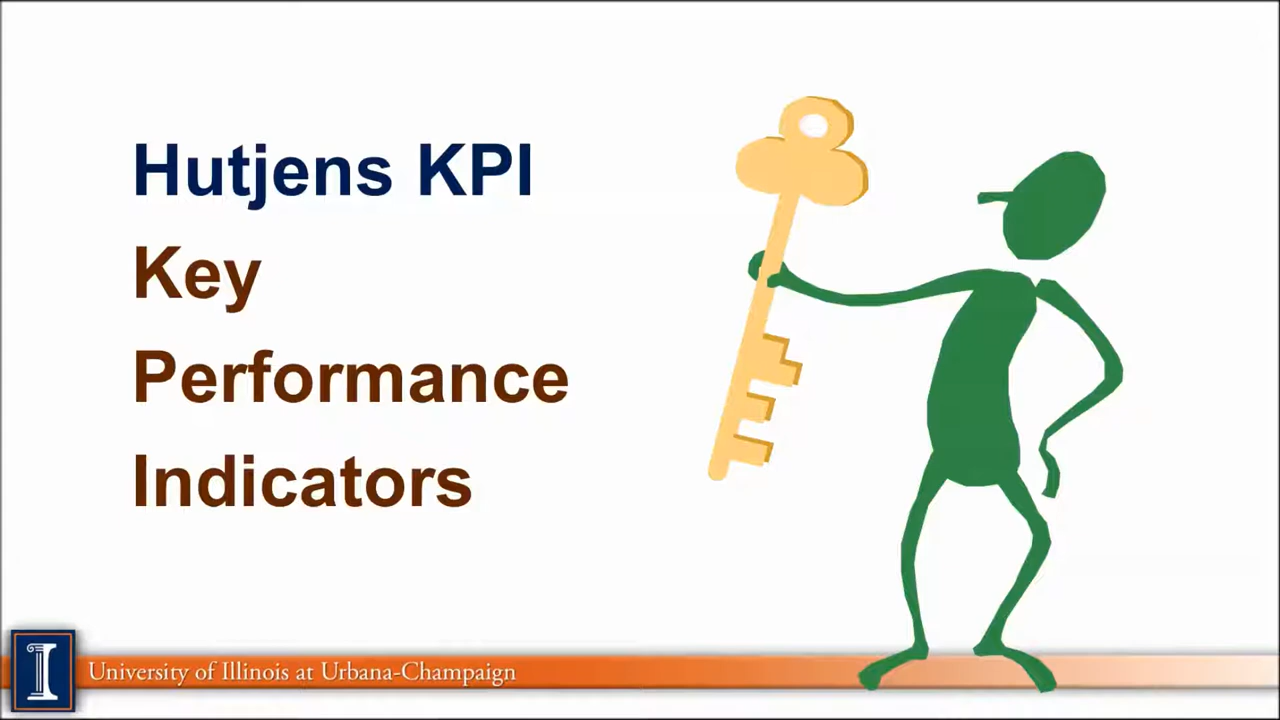 Hutjens KPI
Key
Performance
Indicators
I
University of Illinois at Urbana-Champaign